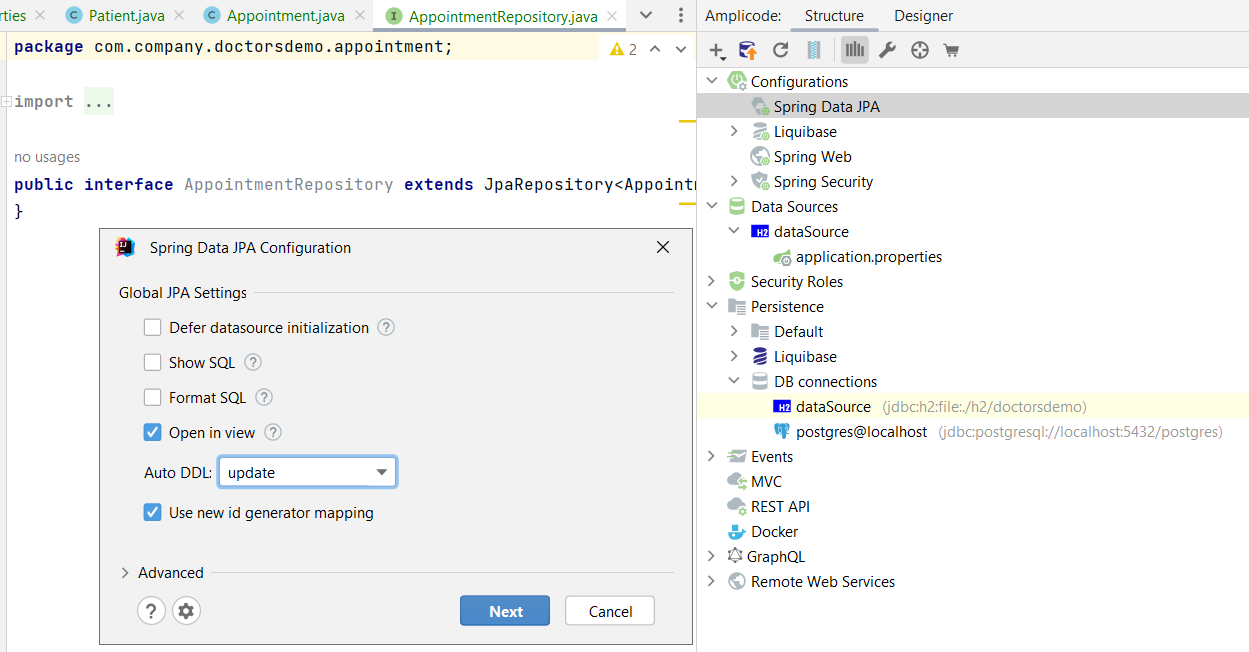 rties
Patient.java
Appointment.java
AppointmentRepository.java
package com.company.doctorsdemo.appointment;
2
import ...
no usages
public interface AppointmentRepository extends JpaRepository<Appoint
}
Spring Data JPA Configuration
Global JPA Settings
Defer datasource initialization ?
Show SQL ?
Format SQL ?
Open in view ?
Auto DDL: update
Use new id generator mapping
Advanced
?
Next
Cancel
Amplicode: Structure Designer
Configurations
Spring Data JPA
Liquibase
Spring Web
Spring Security
Data Sources
H2 dataSource
application.properties
Security Roles
Persistence
Default
Liquibase
DB connections
H2 dataSource (jdbc:h2:file:./h2/doctorsdemo)
postgres@localhost (jdbc:postgresql://localhost:5432/postgres)
Events
MVC
REST API
Docker
GraphQL
Remote Web Services